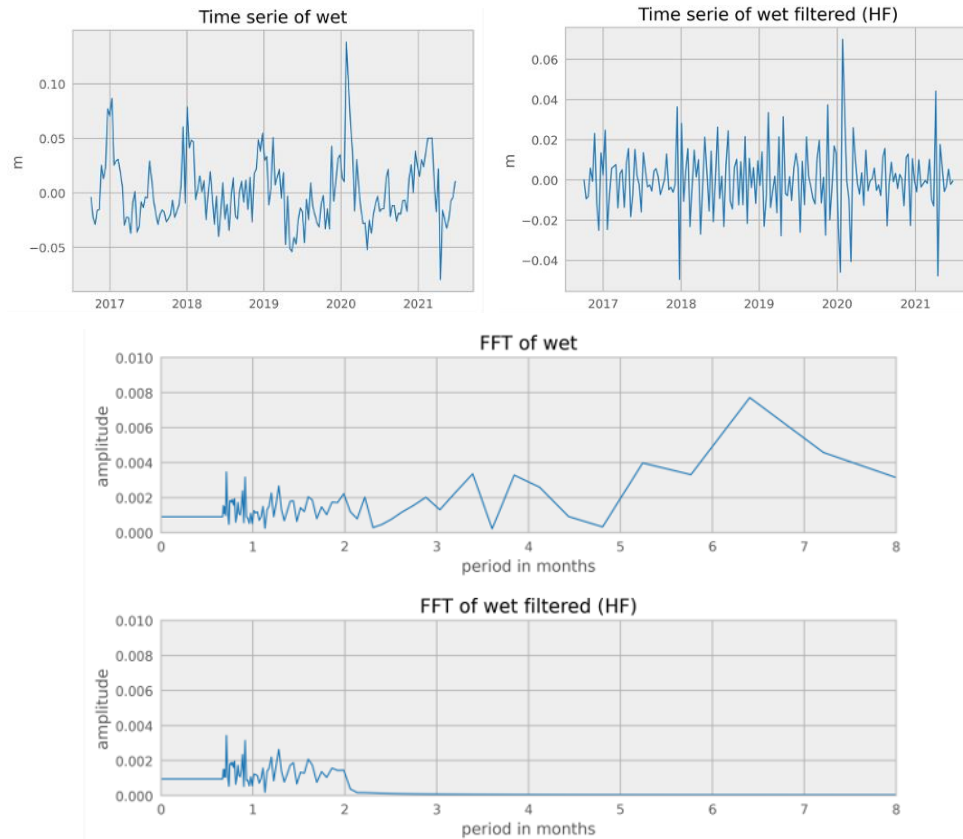 Time serie of wet
0.10
0.05
0.00
−0.05
m
2017 2018 2019 2020 2021
Time serie of wet filtered (HF)
0.06
0.04
0.02
0.00
−0.02
−0.04
m
2017 2018 2019 2020 2021
FFT of wet
0.010
0.008
0.006
0.004
0.002
0.000
amplitude
0 1 2 3 4 5 6 7 8
period in months
FFT of wet filtered (HF)
0.010
0.008
0.006
0.004
0.002
0.000
amplitude
0 1 2 3 4 5 6 7 8
period in months